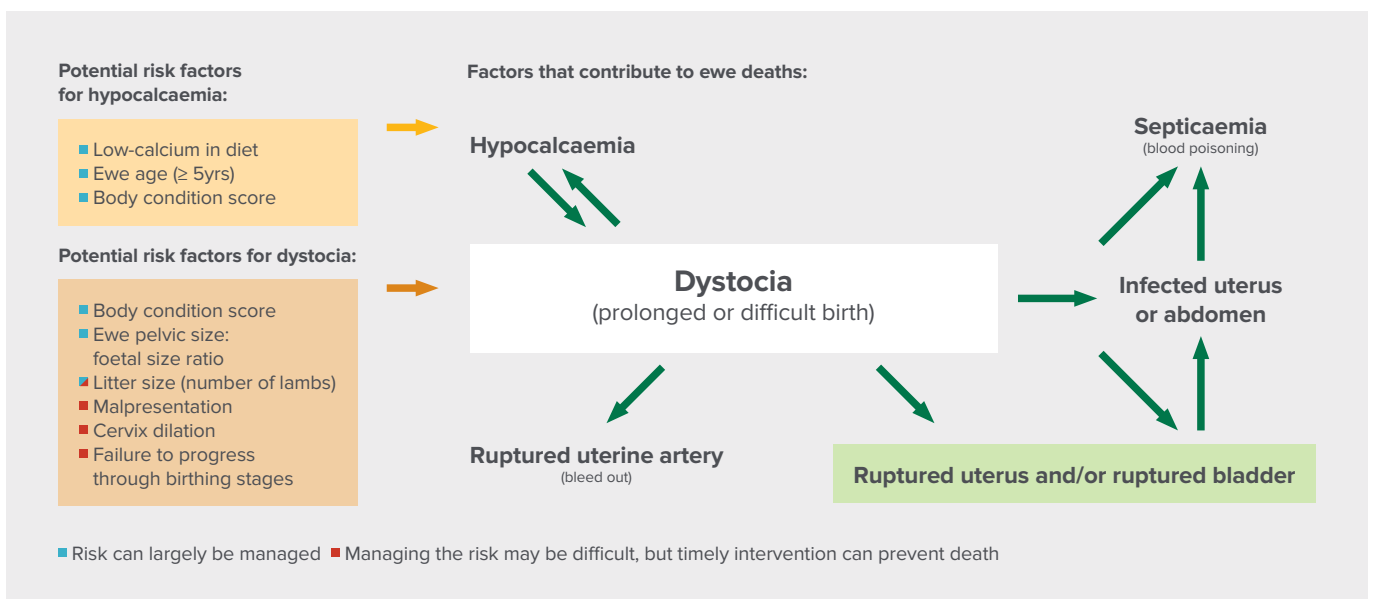 Potential risk factors
for hypocalcaemia:
Low-calcium in diet
Ewe age (≥ 5yrs)
Body condition score
Potential risk factors for dystocia:
Body condition score
Ewe pelvic size:
foetal size ratio
Litter size (number of lambs)
Malpresentation
Cervix dilation
Failure to progress
through birthing stages
Factors that contribute to ewe deaths:
Hypocalcaemia
Dystocia
(prolonged or difficult birth)
Septicaemia
(blood poisoning)
Infected uterus
or abdomen
Ruptured uterine artery
(bleed out)
Ruptured uterus and/or ruptured bladder
Risk can largely be managed Managing the risk may be difficult, but timely intervention can prevent death